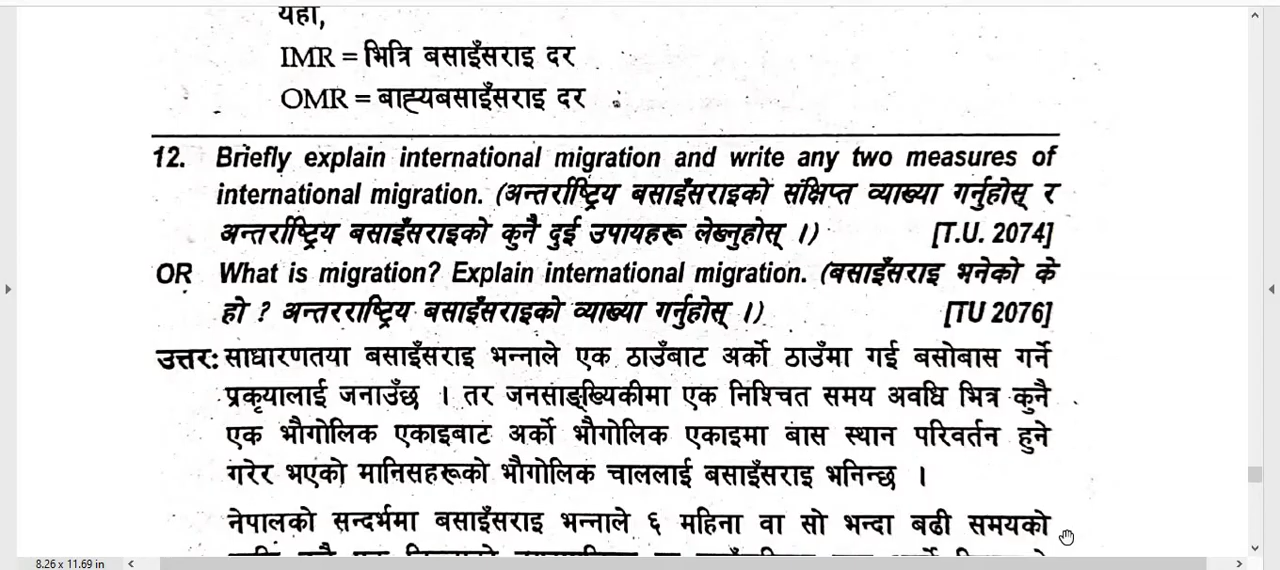 यहाँ,
IMR = भित्रि बसाइँसराइ दर
OMR = बाह्यबसाइँसराइ दर
12. Briefly explain international migration and write any two measures of
international migration. (अन्तर्राष्ट्रिय बसाइँसराइको संक्षिप्त व्याख्या गर्नुहोस् र
अन्तर्राष्ट्रिय बसाइँसराइको कुनै दुई उपायहरू लेख्नुहोस् ।) [T.U. 2074]
OR What is migration? Explain international migration. (बसाइँसराइ भनेको के
हो ? अन्तरराष्ट्रिय बसाइँसराइको व्याख्या गर्नुहोस् ।) [TU 2076]
उत्तर: साधारणतया बसाइँसराइ भन्नाले एक ठाउँबाट अर्को ठाउँमा गई बसोबास गर्ने
प्रकृयालाई जनाउँछ । तर जनसाङ्ख्यिकीमा एक निश्चित समय अवधि भित्र कुनै
एक भौगोलिक एकाइबाट अर्को भौगोलिक एकाइमा बास स्थान परिवर्तन हुने
गरेर भएको मानिसहरूको भौगोलिक चाललाई बसाइँसराइ भनिन्छ ।
नेपालको सन्दर्भमा बसाइँसराइ भन्नाले ६ महिना वा सो भन्दा बढी समयको
8.26 x 11.69 in